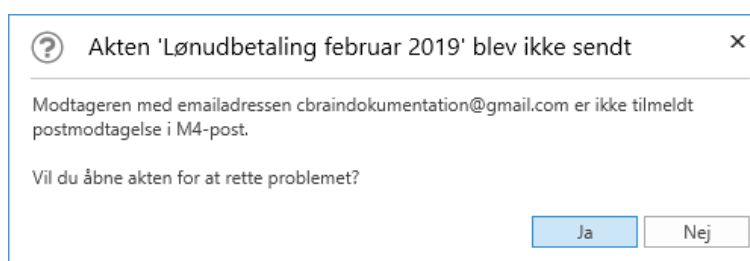 Akten 'Lønudbetaling februar 2019' blev ikke sendt
Modtageren med emailadressen cbraindokumentation@gmail.com er ikke tilmeldt
postmodtagelse i M4-post.
Vil du åbne akten for at rette problemet?
Ja
Nej